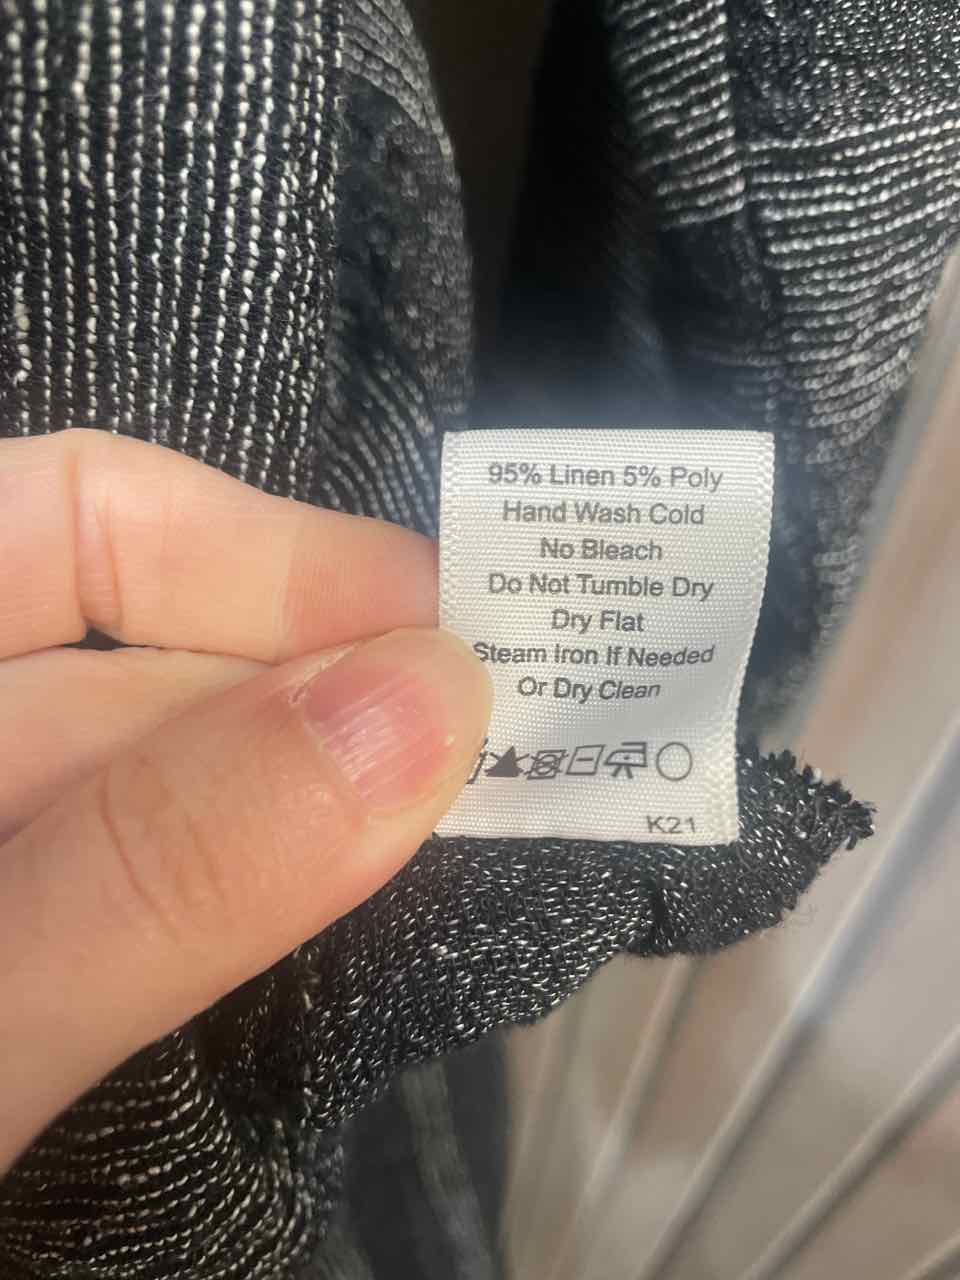 95% Linen 5% Poly
Hand Wash Cold
No Bleach
Do Not Tumble Dry
Dry Flat
Steam Iron If Needed
Or Dry Clean
K21